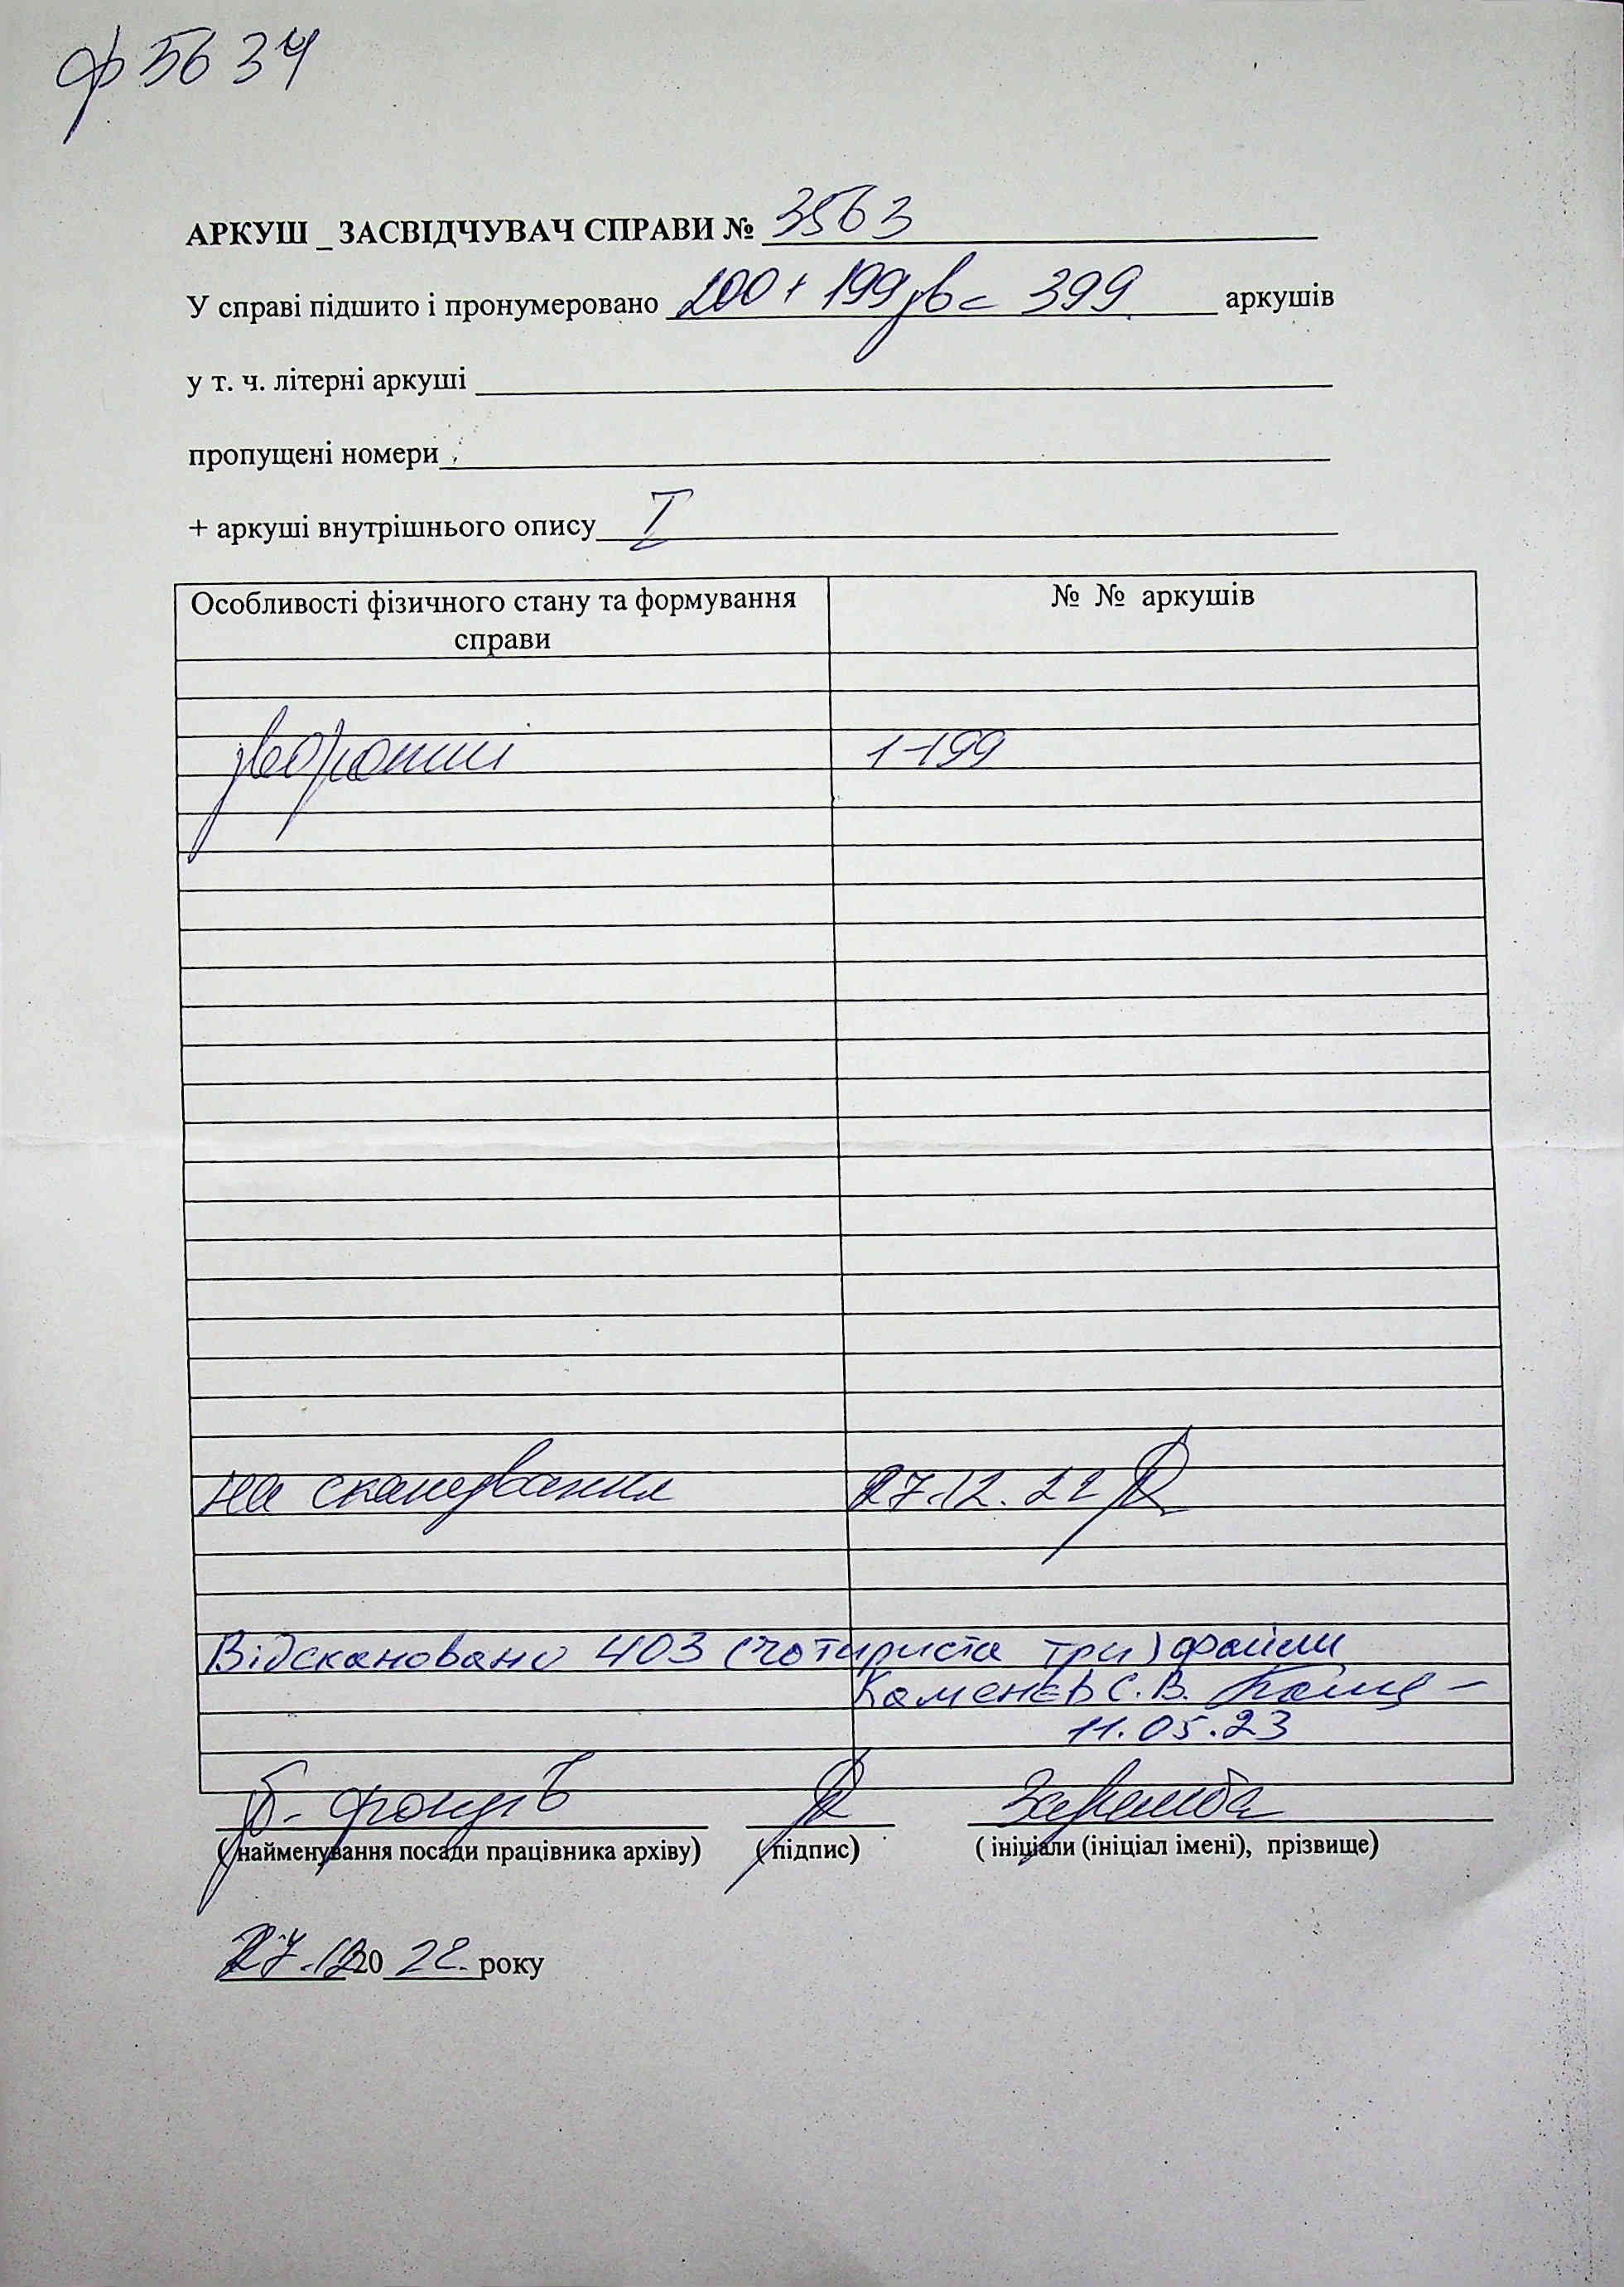 ф 5634
АРКУШ _ ЗАСВІДЧУВАЧ СПРАВИ № 3563
У справі підшито і пронумеровано 200 + 199 зв = 399 аркушів
у т. ч. літерні аркуші
пропущені номери
+ аркуші внутрішнього опису I
Особливості фізичного стану та формування справи
№ № аркушів
зворотні 1-199
на сканування 27.12.22
Відскановано 403 (чотириста три) файли
Каменєв С.В.
11.05.23
фондів
( найменування посади працівника архіву) ( підпис) ( ініціали (ініціал імені), прізвище)
27.12 20 22 року